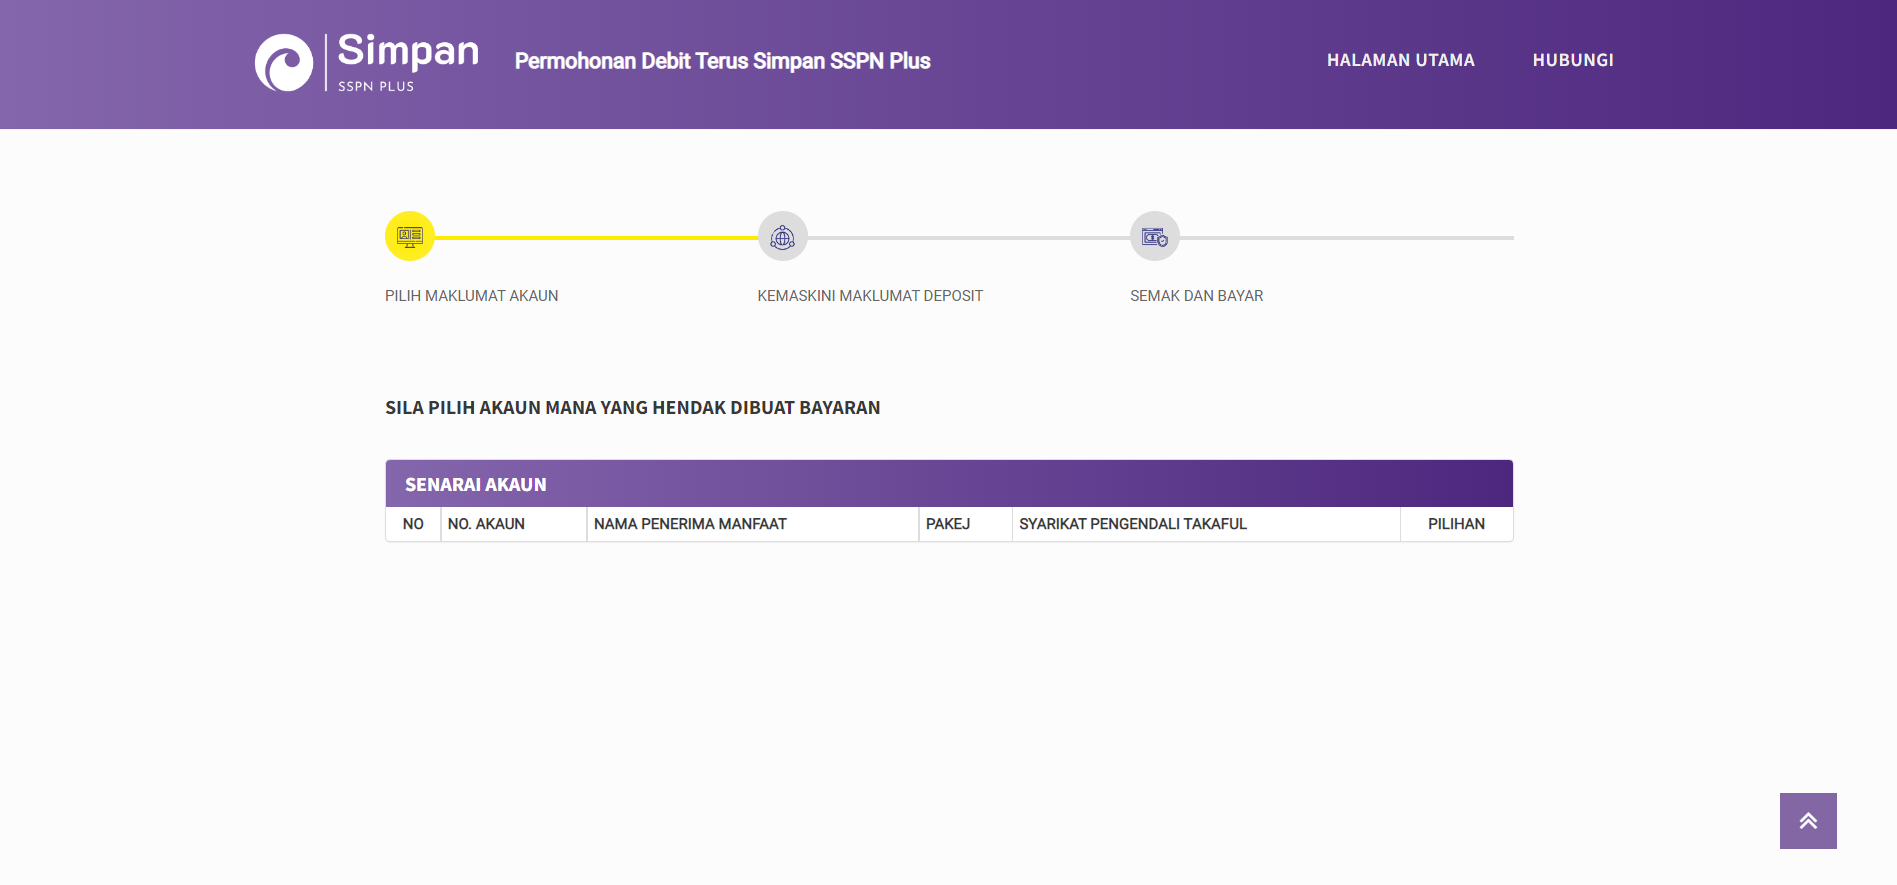 Simpan
SSPN PLUS
Permohonan Debit Terus Simpan SSPN Plus
HALAMAN UTAMA
HUBUNGI
PILIH MAKLUMAT AKAUN
KEMASKINI MAKLUMAT DEPOSIT
SEMAK DAN BAYAR
SILA PILIH AKAUN MANA YANG HENDAK DIBUAT BAYARAN
SENARAI AKAUN
NO
NO. AKAUN
NAMA PENERIMA MANFAAT
PAKEJ
SYARIKAT PENGENDALI TAKAFUL
PILIHAN